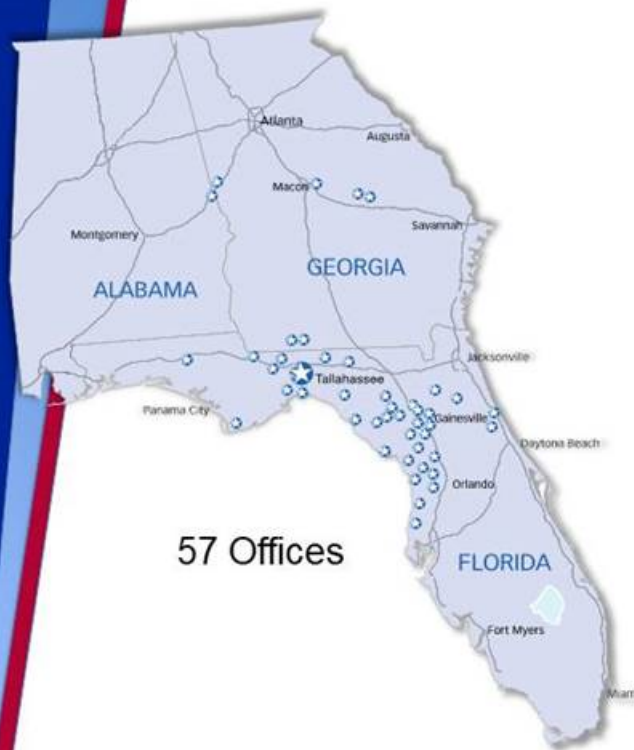 Atlanta
Augusta
Macon
Savannah
Montgomery
GEORGIA
ALABAMA
Jacksonville
Tallahassee
Panama City
Gainesville
Daytona Beach
Orlando
57 Offices
FLORIDA
Fort Myers
Miam